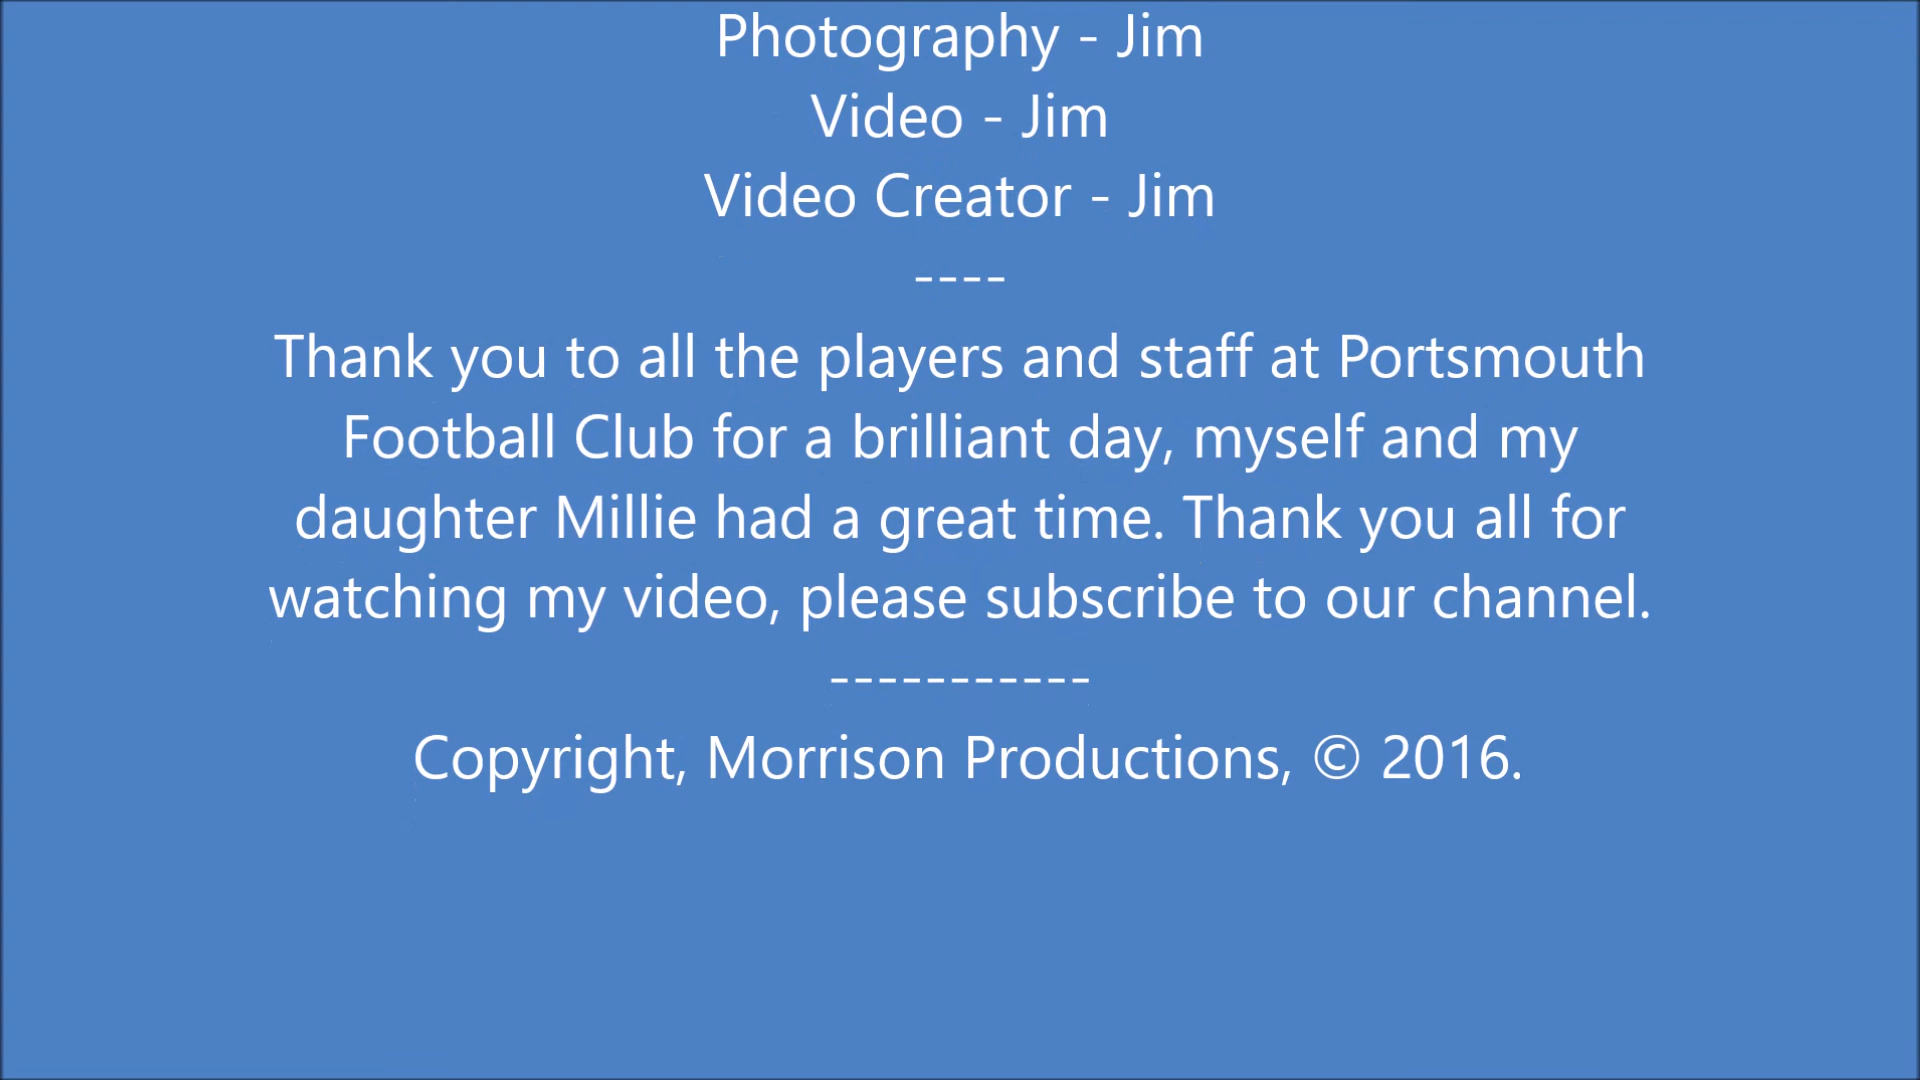 Photography - Jim
Video - Jim
Video Creator - Jim
----
Thank you to all the players and staff at Portsmouth
Football Club for a brilliant day, myself and my
daughter Millie had a great time. Thank you all for
watching my video, please subscribe to our channel.
-----------
Copyright, Morrison Productions, © 2016.